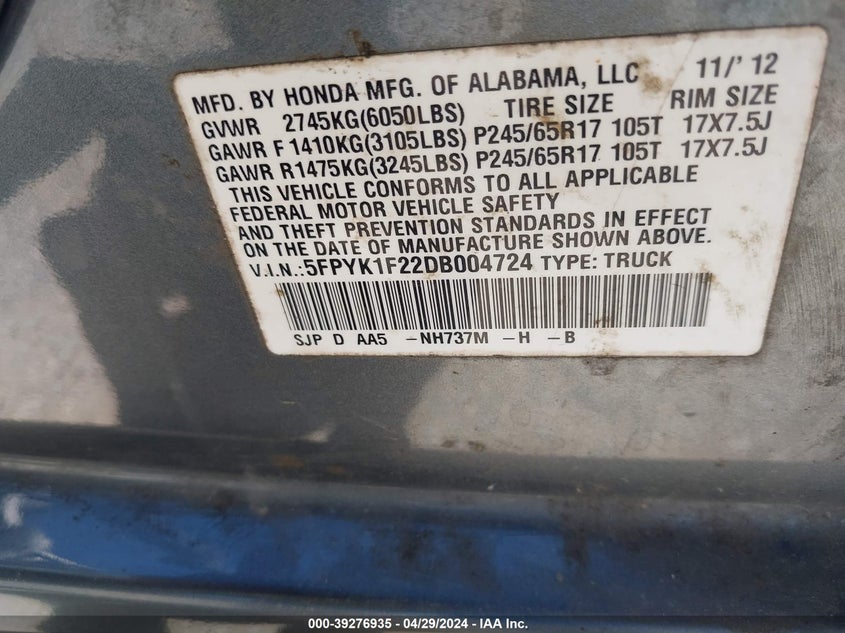 MFD. BY HONDA MFG. OF ALABAMA, LLC 11/'12
GVWR 2745KG(6050LBS) TIRE SIZE RIM SIZE
GAWR F 1410KG(3105LBS) P245/65R17 105T 17X7.5J
GAWR R1475KG(3245LBS) P245/65R17 105T 17X7.5J
THIS VEHICLE CONFORMS TO ALL APPLICABLE
FEDERAL MOTOR VEHICLE SAFETY
AND THEFT PREVENTION STANDARDS IN EFFECT
ON THE DATE OF MANUFACTURE SHOWN ABOVE.
V.I.N.:5FPYK1F22DB004724 TYPE: TRUCK
SJP D AA5 -NH737M -H -B
000-39276935 - 04/29/2024 - IAA Inc.